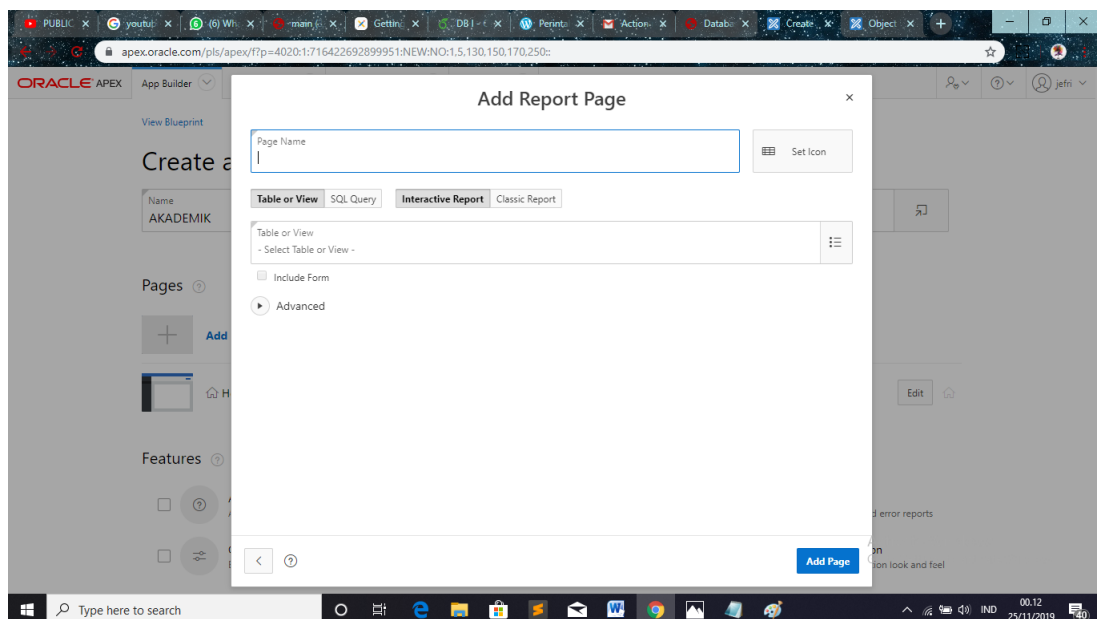 PUBLIC
youtub
(6) Wh
main
Gettin
DB |
Perinta
Action-
Databa
Create
Object
apex.oracle.com/pls/apex/f?p=4020:1:716422692899951:NEW:NO:1,5,130,150,170,250::
ORACLE APEX App Builder jefri
View Blueprint
Create a
Name
AKADEMIK
Pages
Add
H
Edit
Features
d error reports
on
ion look and feel
Add Report Page
Page Name
Set Icon
Table or View SQL Query Interactive Report Classic Report
Table or View
- Select Table or View -
Include Form
Advanced
Add Page
Type here to search
IND
00.12
25/11/2019
40